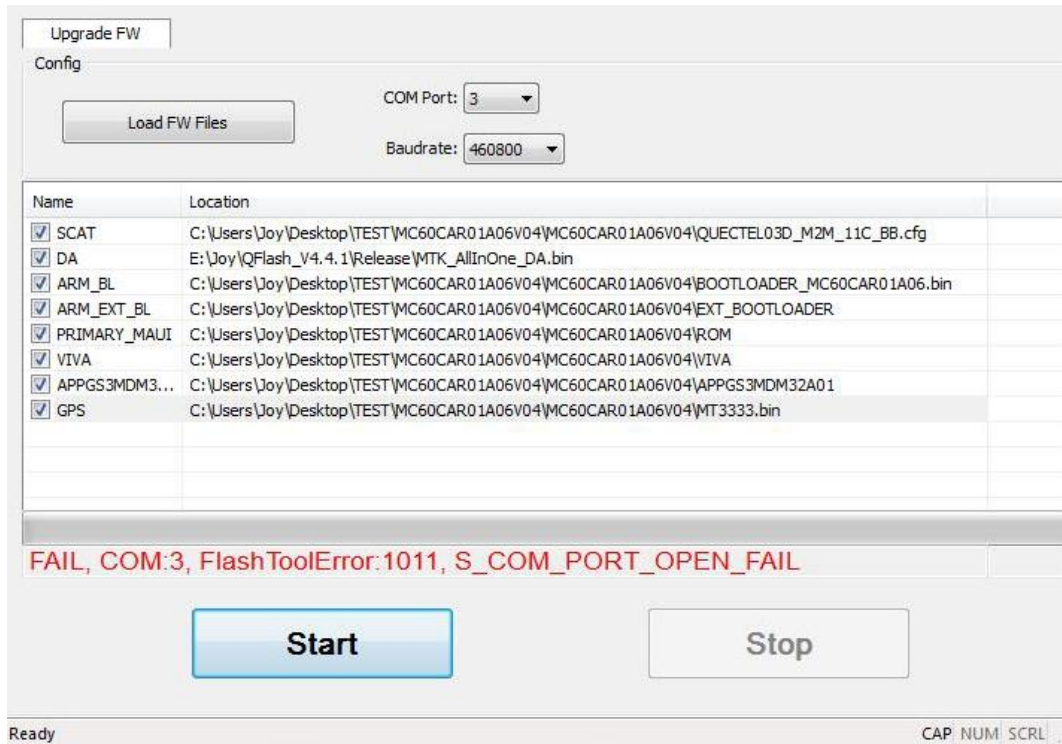 Upgrade FW
Config
Load FW Files
COM Port: 3
Baudrate: 460800
Name Location
SCAT C:\Users\Joy\Desktop\TEST\MC60CAR01A06V04\MC60CAR01A06V04\QUECTEL03D_M2M_11C_BB.cfg
DA E:\Joy\QFlash_V4.4.1\Release\MTK_AllInOne_DA.bin
ARM_BL C:\Users\Joy\Desktop\TEST\MC60CAR01A06V04\MC60CAR01A06V04\BOOTLOADER_MC60CAR01A06.bin
ARM_EXT_BL C:\Users\Joy\Desktop\TEST\MC60CAR01A06V04\MC60CAR01A06V04\EXT_BOOTLOADER
PRIMARY_MAUI C:\Users\Joy\Desktop\TEST\MC60CAR01A06V04\MC60CAR01A06V04\ROM
VIVA C:\Users\Joy\Desktop\TEST\MC60CAR01A06V04\MC60CAR01A06V04\VIVA
APPGS3MDM3... C:\Users\Joy\Desktop\TEST\MC60CAR01A06V04\MC60CAR01A06V04\APPGS3MDM32A01
GPS C:\Users\Joy\Desktop\TEST\MC60CAR01A06V04\MC60CAR01A06V04\MT3333.bin
FAIL, COM:3, FlashToolError:1011, S_COM_PORT_OPEN_FAIL
Start Stop
Ready CAP NUM SCRL